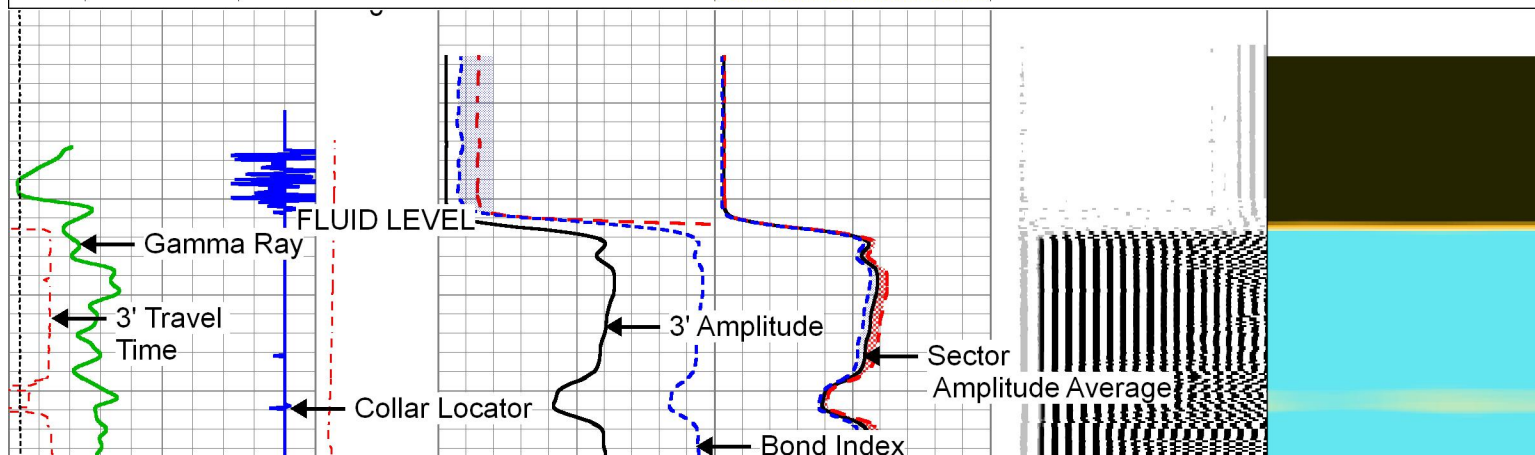 FLUID LEVEL
Gamma Ray
3' Travel
Time
3' Amplitude
Sector
Amplitude Average
Collar Locator
Bond Index